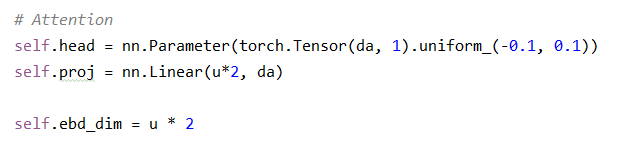 # Attention
self.head = nn.Parameter(torch.Tensor(da, 1).uniform_(-0.1, 0.1))
self.proj = nn.Linear(u*2, da)
self.ebd_dim = u * 2